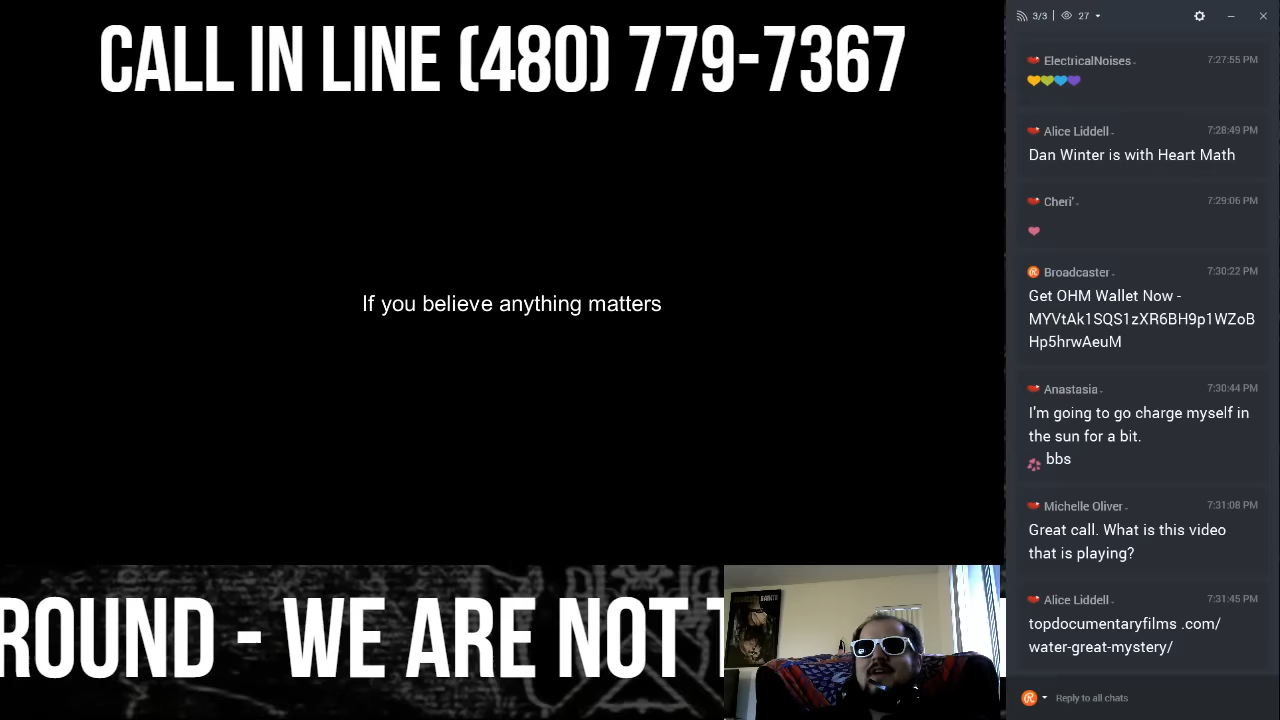 CALL IN LINE (480) 779-7367
If you believe anything matters
ROUND - WE ARE NOT
3/3 27
ElectricalNoises
7:27:55 PM
Alice Liddell
7:28:49 PM
Dan Winter is with Heart Math
Cheri'
7:29:06 PM
Broadcaster
7:30:22 PM
Get OHM Wallet Now -
MYVtAk1SQS1zXR6BH9p1WZoB
Hp5hrwAeuM
Anastasia
7:30:44 PM
I'm going to go charge myself in
the sun for a bit.
bbs
Michelle Oliver
7:31:08 PM
Great call. What is this video
that is playing?
Alice Liddell
7:31:45 PM
topdocumentaryfilms .com/
water-great-mystery/
Reply to all chats